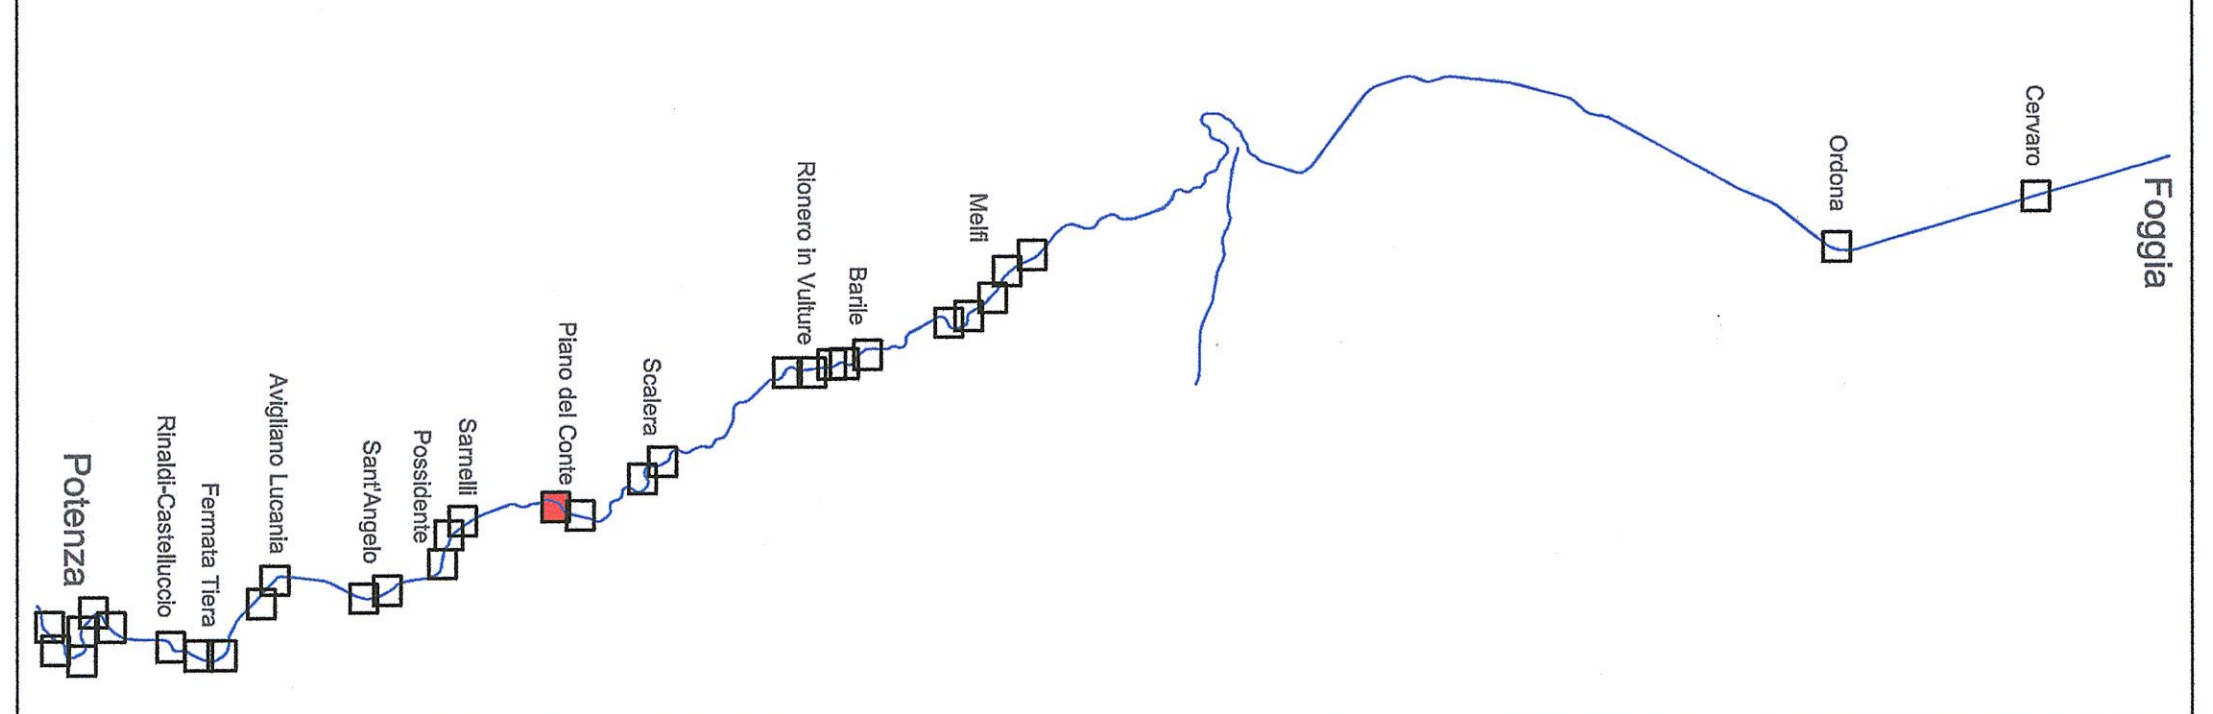 Foggia
Cervaro
Ordona
Melfi
Barile
Rionero in Vulture
Scalera
Piano del Conte
Sarnelli
Possidente
Sant'Angelo
Avigliano Lucania
Fermata Tiera
Rinaldi-Castelluccio
Potenza